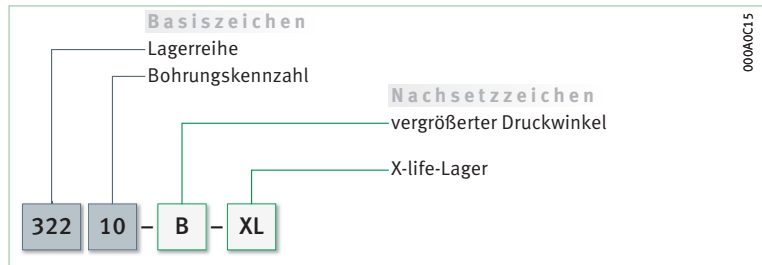 Basiszeichen
Lagerreihe
Bohrungskennzahl
Nachsetzzeichen
vergrößerter Druckwinkel
X-life-Lager
322 10 – B – XL
000A0C15